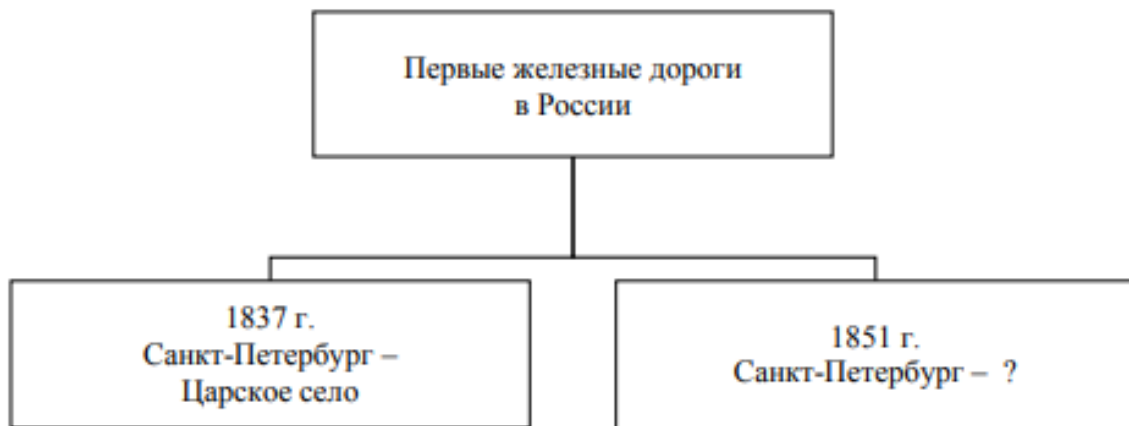 Первые железные дороги
в России
1837 г.
Санкт-Петербург –
Царское село
1851 г.
Санкт-Петербург – ?